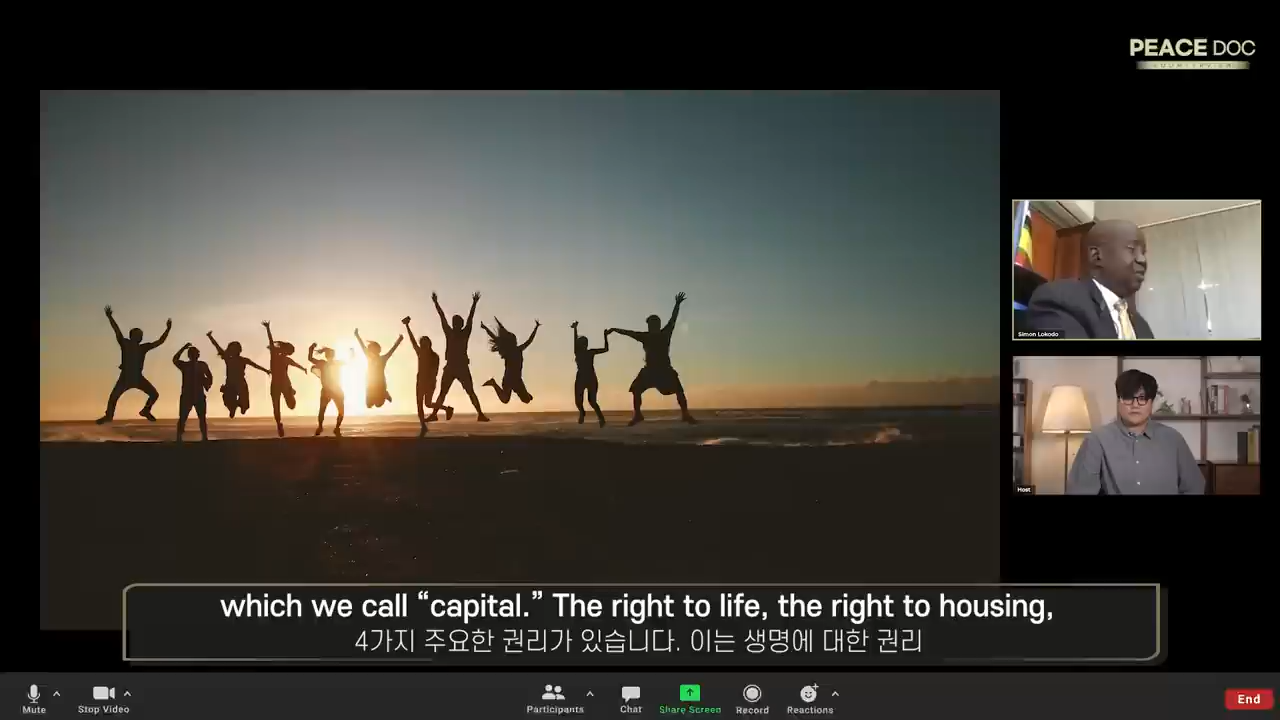 PEACE DOC
Simon Lokodo
Host
which we call “capital.” The right to life, the right to housing,
4가지 주요한 권리가 있습니다. 이는 생명에 대한 권리
Mute
Stop Video
Participants
Chat
Share Screen
Record
Reactions
End